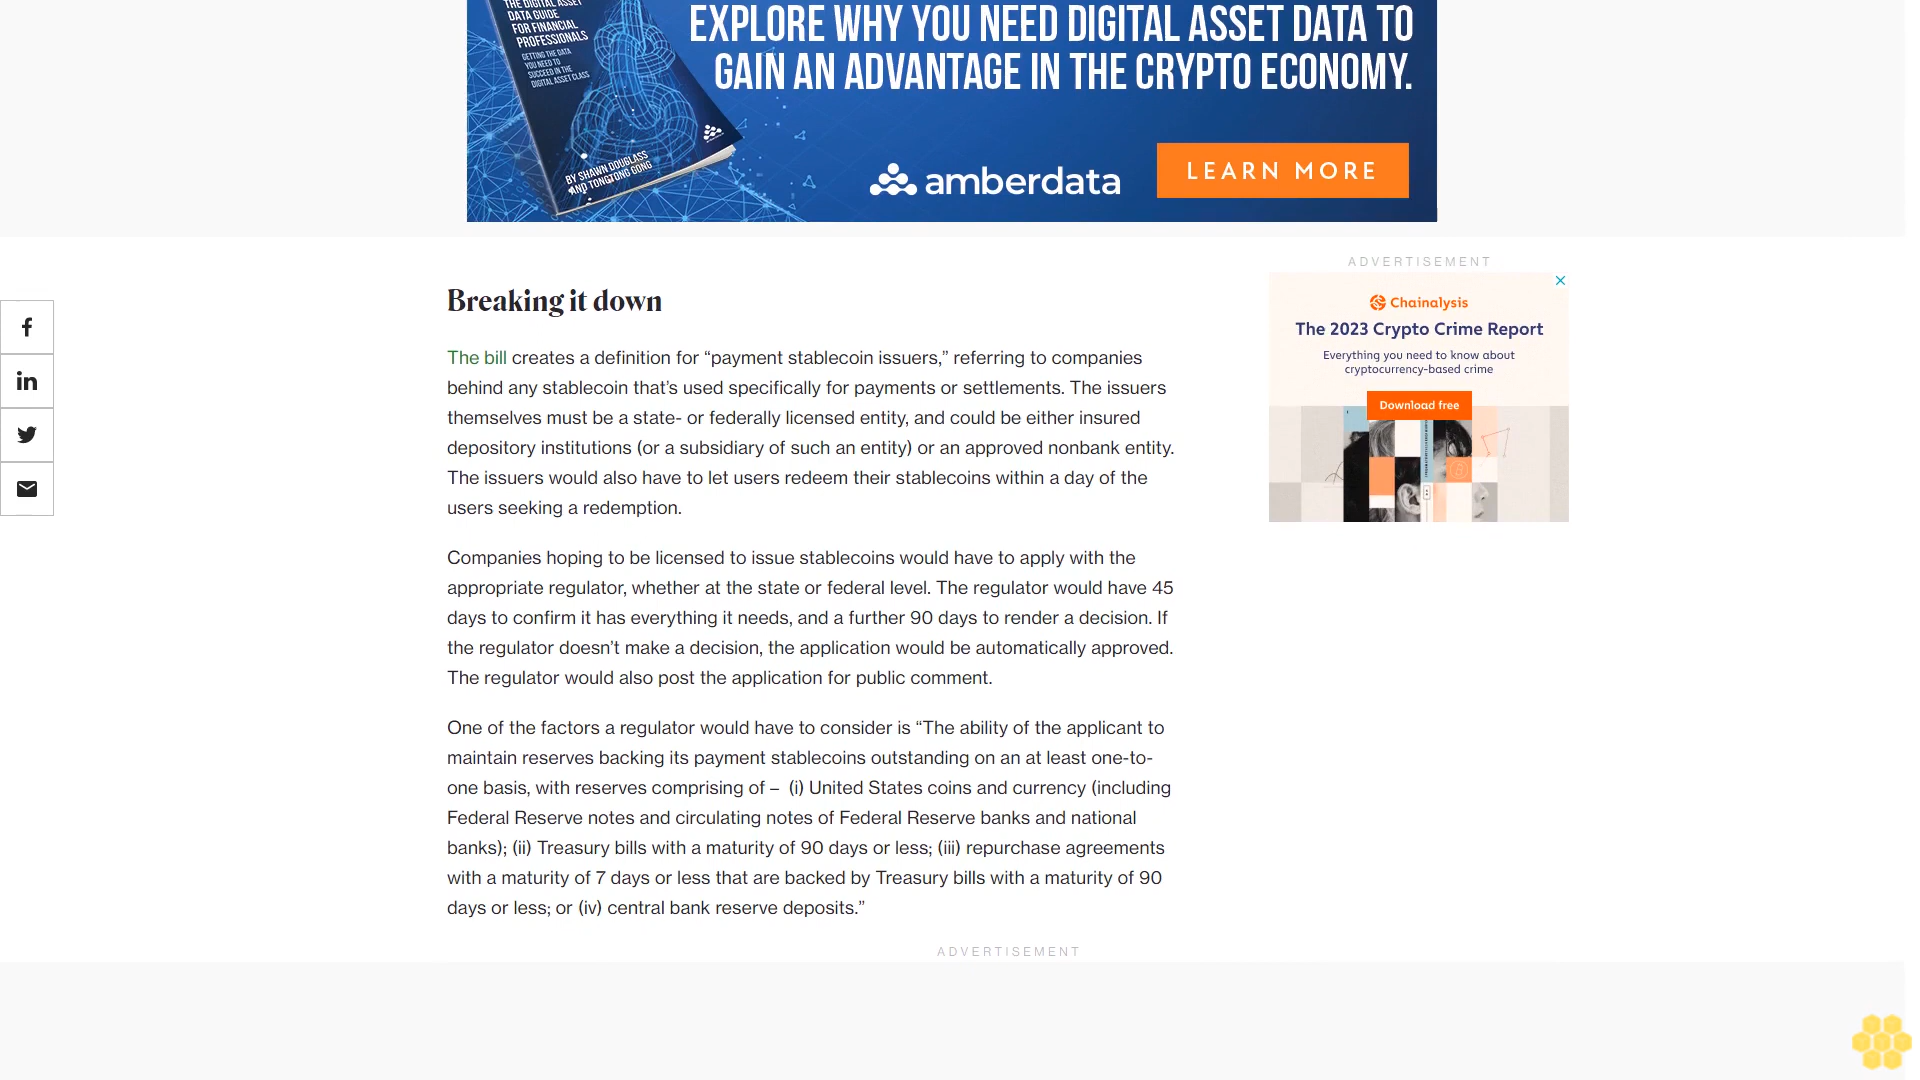 THE DIGITAL ASSET
DATA GUIDE
FOR FINANCIAL
PROFESSIONALS
GETTING THE DATA
YOU NEED TO
SUCCEED IN THE
DIGITAL ASSET CLASS
BY SHAWN DOUGLASS
AND TONGTONG GONG
EXPLORE WHY YOU NEED DIGITAL ASSET DATA TO
GAIN AN ADVANTAGE IN THE CRYPTO ECONOMY.
amberdata
LEARN MORE
Breaking it down
The bill creates a definition for “payment stablecoin issuers,” referring to companies
behind any stablecoin that’s used specifically for payments or settlements. The issuers
themselves must be a state- or federally licensed entity, and could be either insured
depository institutions (or a subsidiary of such an entity) or an approved nonbank entity.
The issuers would also have to let users redeem their stablecoins within a day of the
users seeking a redemption.
Companies hoping to be licensed to issue stablecoins would have to apply with the
appropriate regulator, whether at the state or federal level. The regulator would have 45
days to confirm it has everything it needs, and a further 90 days to render a decision. If
the regulator doesn’t make a decision, the application would be automatically approved.
The regulator would also post the application for public comment.
One of the factors a regulator would have to consider is “The ability of the applicant to
maintain reserves backing its payment stablecoins outstanding on an at least one-to-
one basis, with reserves comprising of – (i) United States coins and currency (including
Federal Reserve notes and circulating notes of Federal Reserve banks and national
banks); (ii) Treasury bills with a maturity of 90 days or less; (iii) repurchase agreements
with a maturity of 7 days or less that are backed by Treasury bills with a maturity of 90
days or less; or (iv) central bank reserve deposits.”
ADVERTISEMENT
Chainalysis
The 2023 Crypto Crime Report
Everything you need to know about
cryptocurrency-based crime
Download free
ADVERTISEMENT